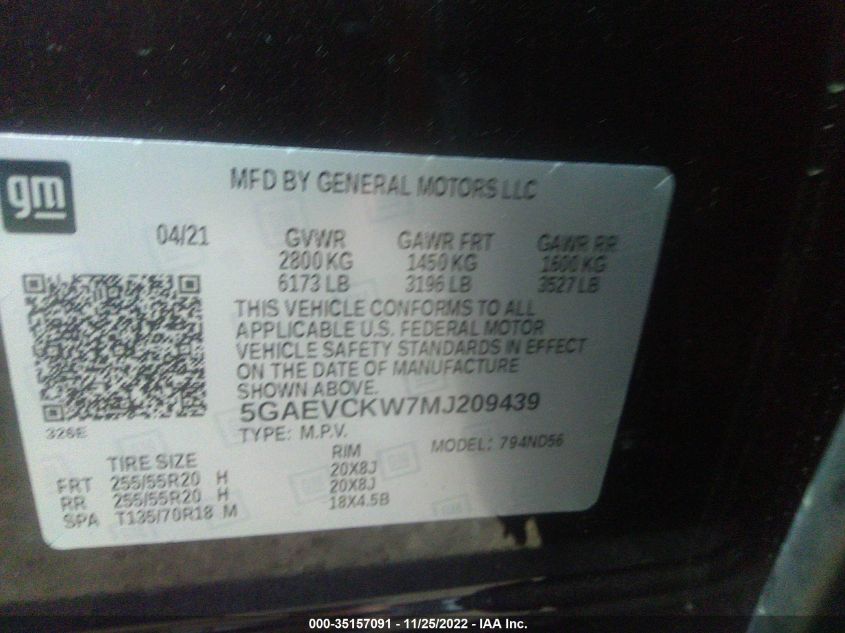 gm
MFD BY GENERAL MOTORS LLC
04/21
GVWR GAWR FRT GAWR RR
2800 KG 1450 KG 1600 KG
6173 LB 3196 LB 3527 LB
THIS VEHICLE CONFORMS TO ALL
APPLICABLE U.S. FEDERAL MOTOR
VEHICLE SAFETY STANDARDS IN EFFECT
ON THE DATE OF MANUFACTURE
SHOWN ABOVE.
326E
5GAEVCKW7MJ209439
TYPE: M.P.V. MODEL: 794ND56
TIRE SIZE RIM
FRT 255/55R20 H 20X8J
RR 255/55R20 H 20X8J
SPA T135/70R18 M 18X4.5B
000-35157091 - 11/25/2022 - IAA Inc.